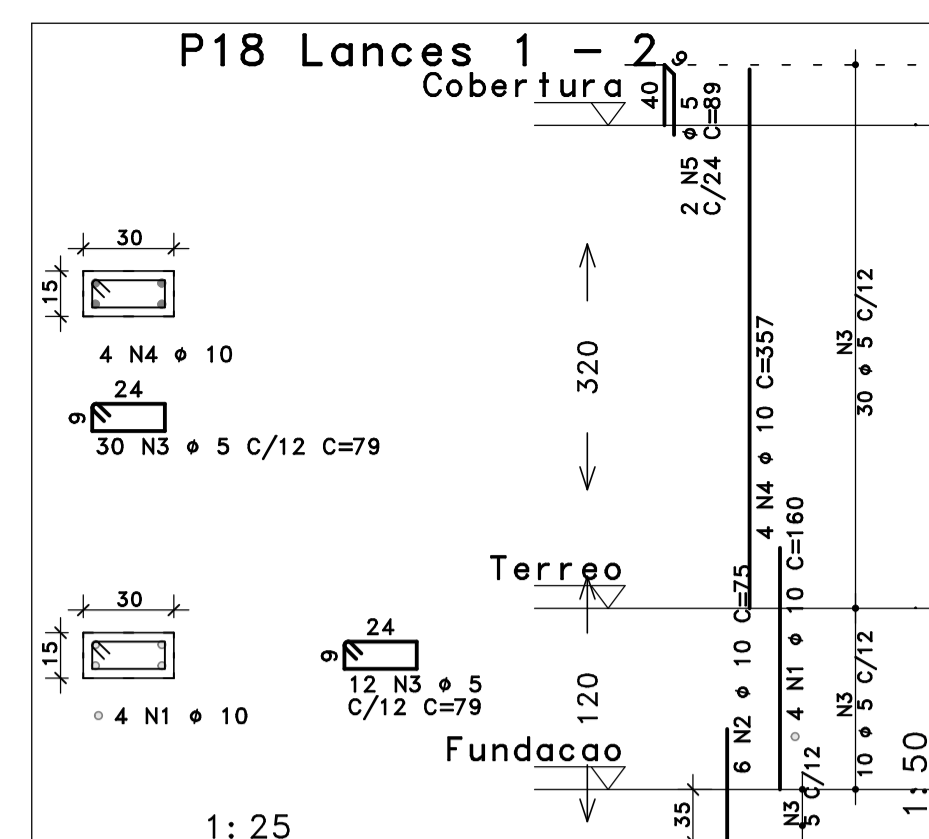 P18 Lances 1 - 2
Cobertura
40
9
2 N5 ø 5
C/24 C=89
30
15
4 N4 ø 10
24
9
30 N3 ø 5 C/12 C=79
320
4 N4 ø 10 C=357
N3
30 ø 5 C/12
Terreo
30
15
4 N1 ø 10
24
9
12 N3 ø 5
C/12 C=79
120
6 N2 ø 10 C=75
4 N1 ø 10 C=160
N3
10 ø 5 C/12
Fundacao
35
N3
5 C/12
1:25
1:50